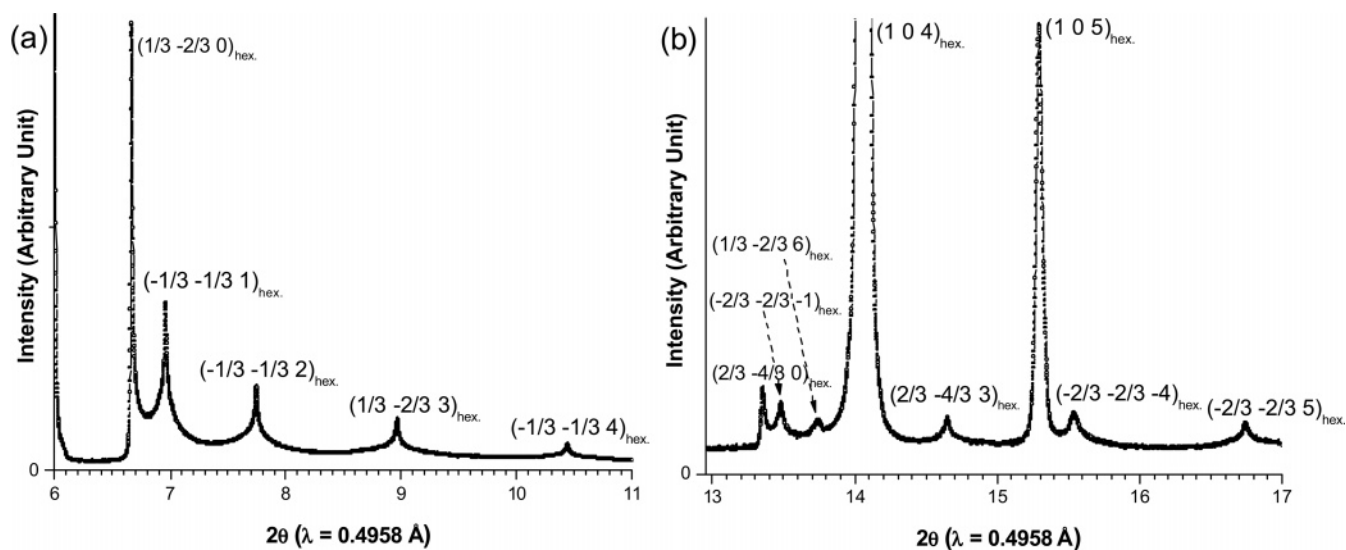 (a)
(1/3 -2/3 0)hex.
(-1/3 -1/3 1)hex.
(-1/3 -1/3 2)hex.
(1/3 -2/3 3)hex.
(-1/3 -1/3 4)hex.
Intensity (Arbitrary Unit)
0
6 7 8 9 10 11
2θ (λ = 0.4958 Å)
(b)
(1 0 4)hex.
(1 0 5)hex.
(1/3 -2/3 6)hex.
(-2/3 -2/3 -1)hex.
(2/3 -4/3 0)hex.
(2/3 -4/3 3)hex.
(-2/3 -2/3 -4)hex.
(-2/3 -2/3 5)hex.
Intensity (Arbitrary Unit)
0
13 14 15 16 17
2θ (λ = 0.4958 Å)